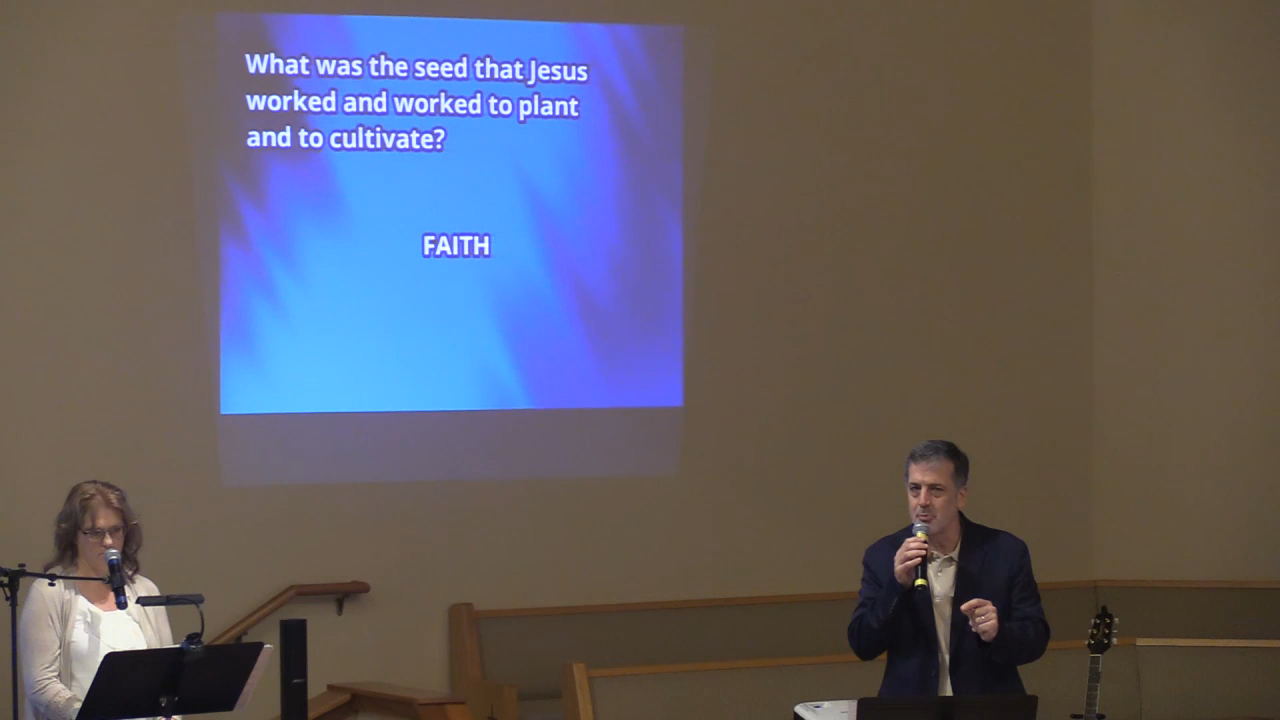 What was the seed that Jesus
worked and worked to plant
and to cultivate?
FAITH